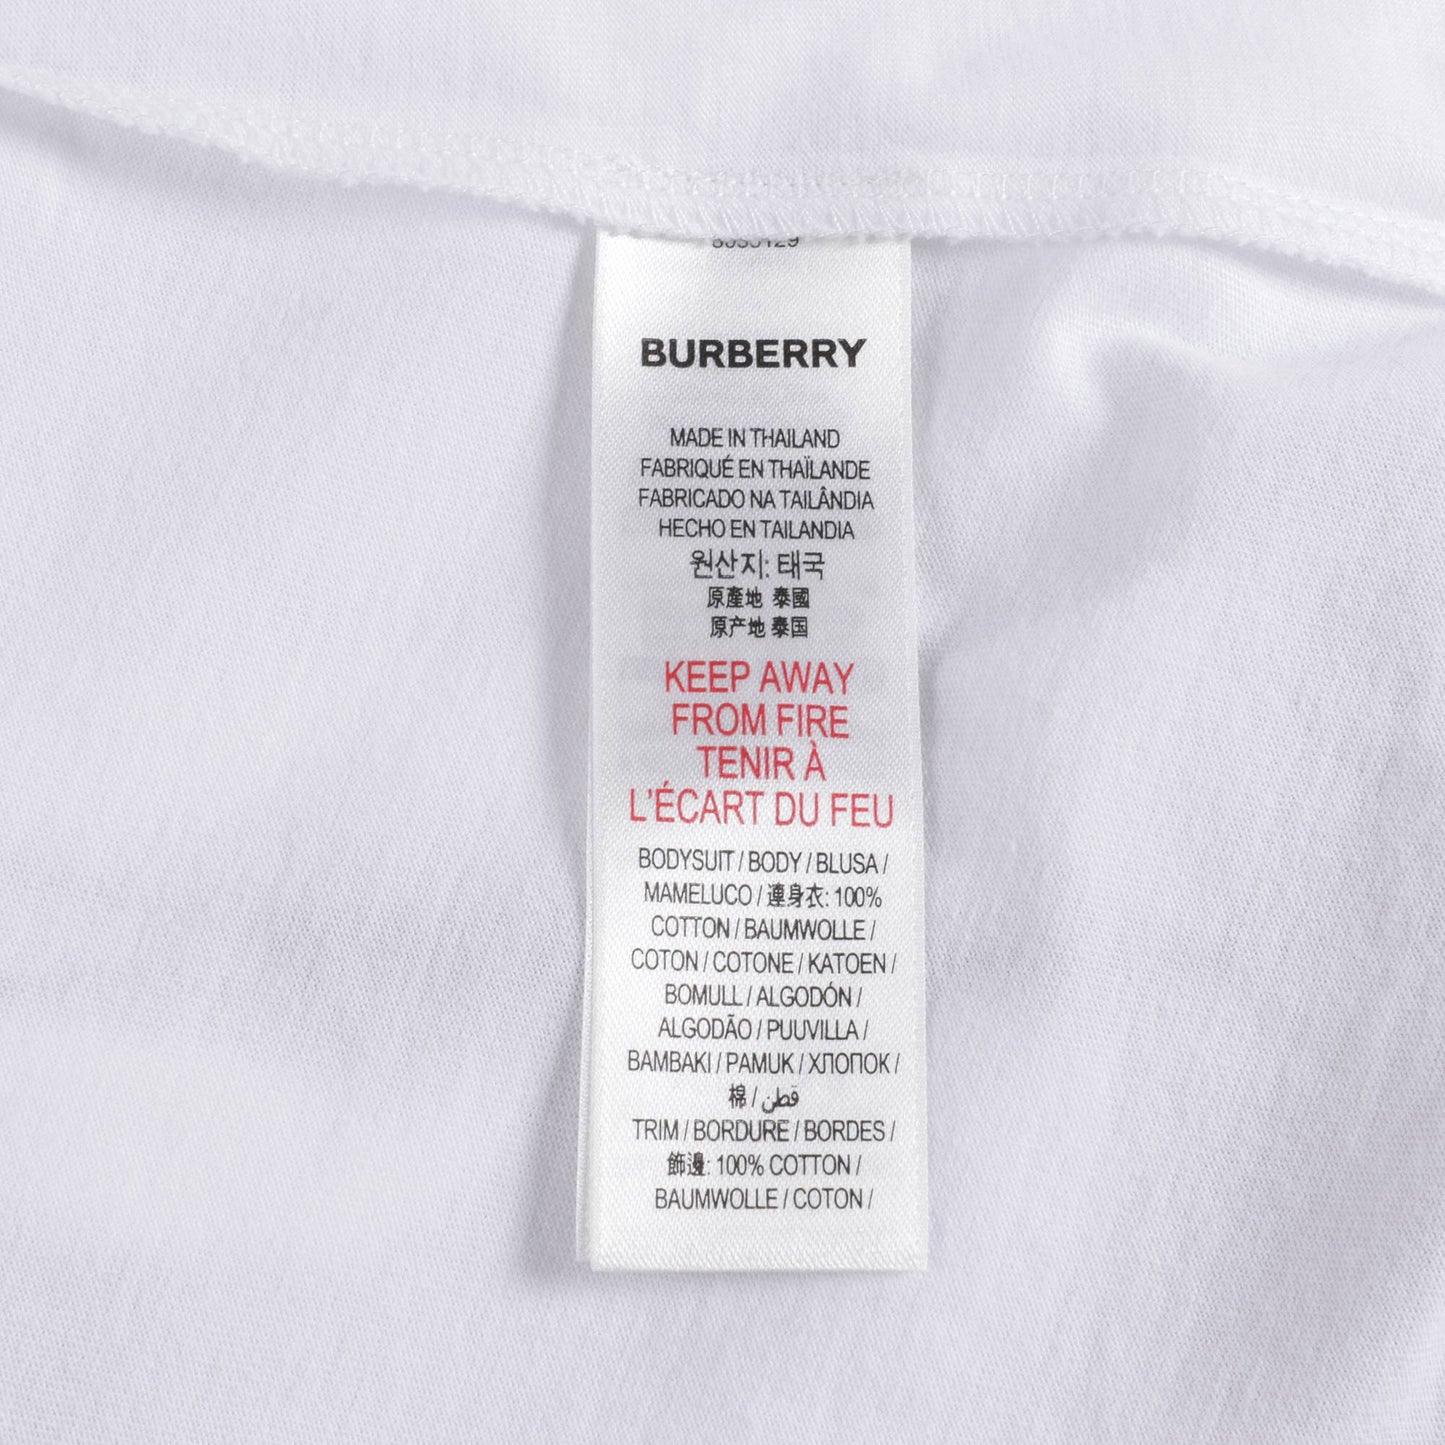 BURBERRY
MADE IN THAILAND
FABRIQUÉ EN THAÏLANDE
FABRICADO NA TAILÂNDIA
HECHO EN TAILANDIA
원산지: 태국
原產地 泰國
原产地 泰国
KEEP AWAY
FROM FIRE
TENIR À
L'ÉCART DU FEU
BODYSUIT / BODY / BLUSA /
MAMELUCO / 連身衣: 100%
COTTON / BAUMWOLLE /
COTON / COTONE / KATOEN /
BOMULL / ALGODÓN /
ALGODÃO / PUUVILLA /
BAMBAKI / PAMUK / ХЛОПОК /
棉 / قطن
TRIM / BORDURE / BORDES /
飾邊: 100% COTTON /
BAUMWOLLE / COTON /